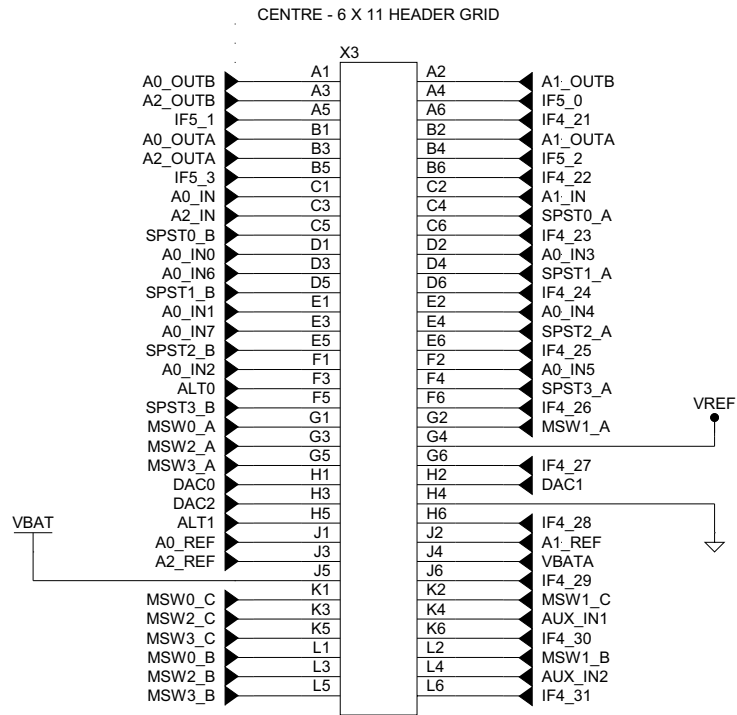 CENTRE - 6 X 11 HEADER GRID
X3
A0_OUTB A1 A2 A1_OUTB
A2_OUTB A3 A4 IF5_0
IF5_1 A5 A6 IF4_21
A0_OUTA B1 B2 A1_OUTA
A2_OUTA B3 B4 IF5_2
IF5_3 B5 B6 IF4_22
A0_IN C1 C2 A1_IN
A2_IN C3 C4 SPST0_A
SPST0_B C5 C6 IF4_23
A0_IN0 D1 D2 A0_IN3
A0_IN6 D3 D4 SPST1_A
SPST1_B D5 D6 IF4_24
A0_IN1 E1 E2 A0_IN4
A0_IN7 E3 E4 SPST2_A
SPST2_B E5 E6 IF4_25
A0_IN2 F1 F2 A0_IN5
ALT0 F3 F4 SPST3_A
SPST3_B F5 F6 IF4_26
MSW0_A G1 G2 MSW1_A
MSW2_A G3 G4 VREF
MSW3_A G5 G6 IF4_27
DAC0 H1 H2 DAC1
DAC2 H3 H4
ALT1 H5 H6 IF4_28
A0_REF J1 J2 A1_REF
A2_REF J3 J4 VBATA
VBAT J5 J6 IF4_29
MSW0_C K1 K2 MSW1_C
MSW2_C K3 K4 AUX_IN1
MSW3_C K5 K6 IF4_30
MSW0_B L1 L2 MSW1_B
MSW2_B L3 L4 AUX_IN2
MSW3_B L5 L6 IF4_31